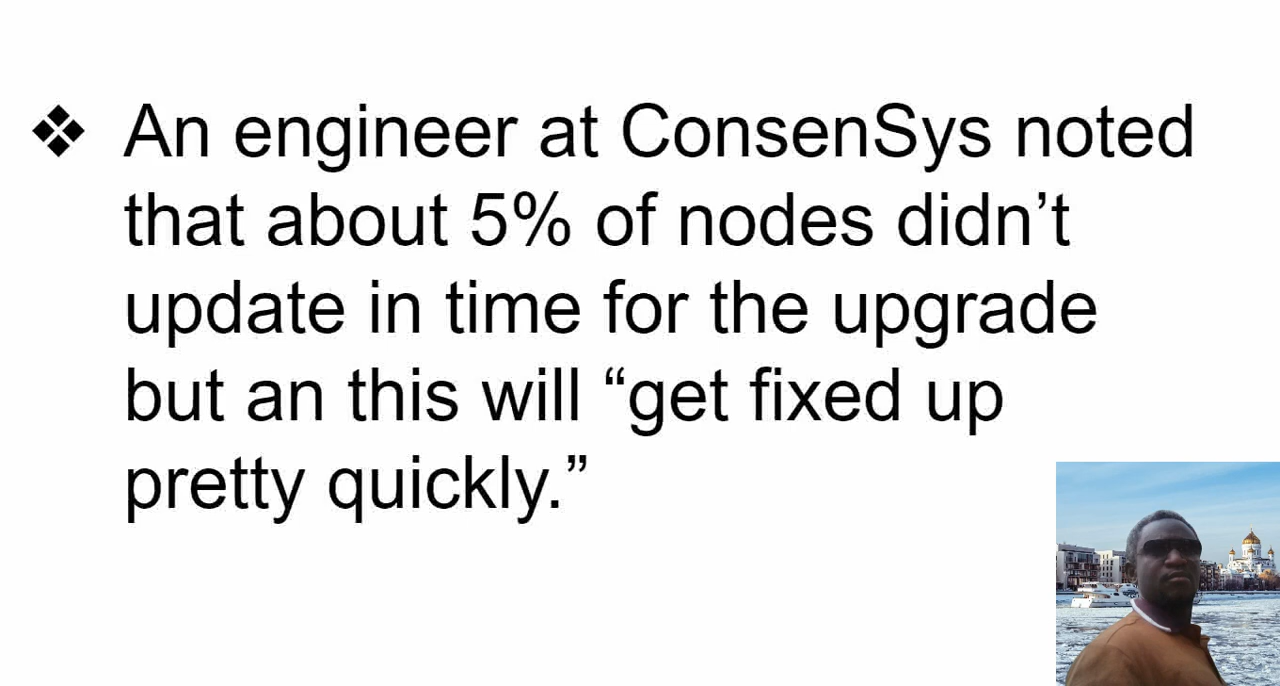 ❖ An engineer at ConsenSys noted
that about 5% of nodes didn’t
update in time for the upgrade
but an this will “get fixed up
pretty quickly.”